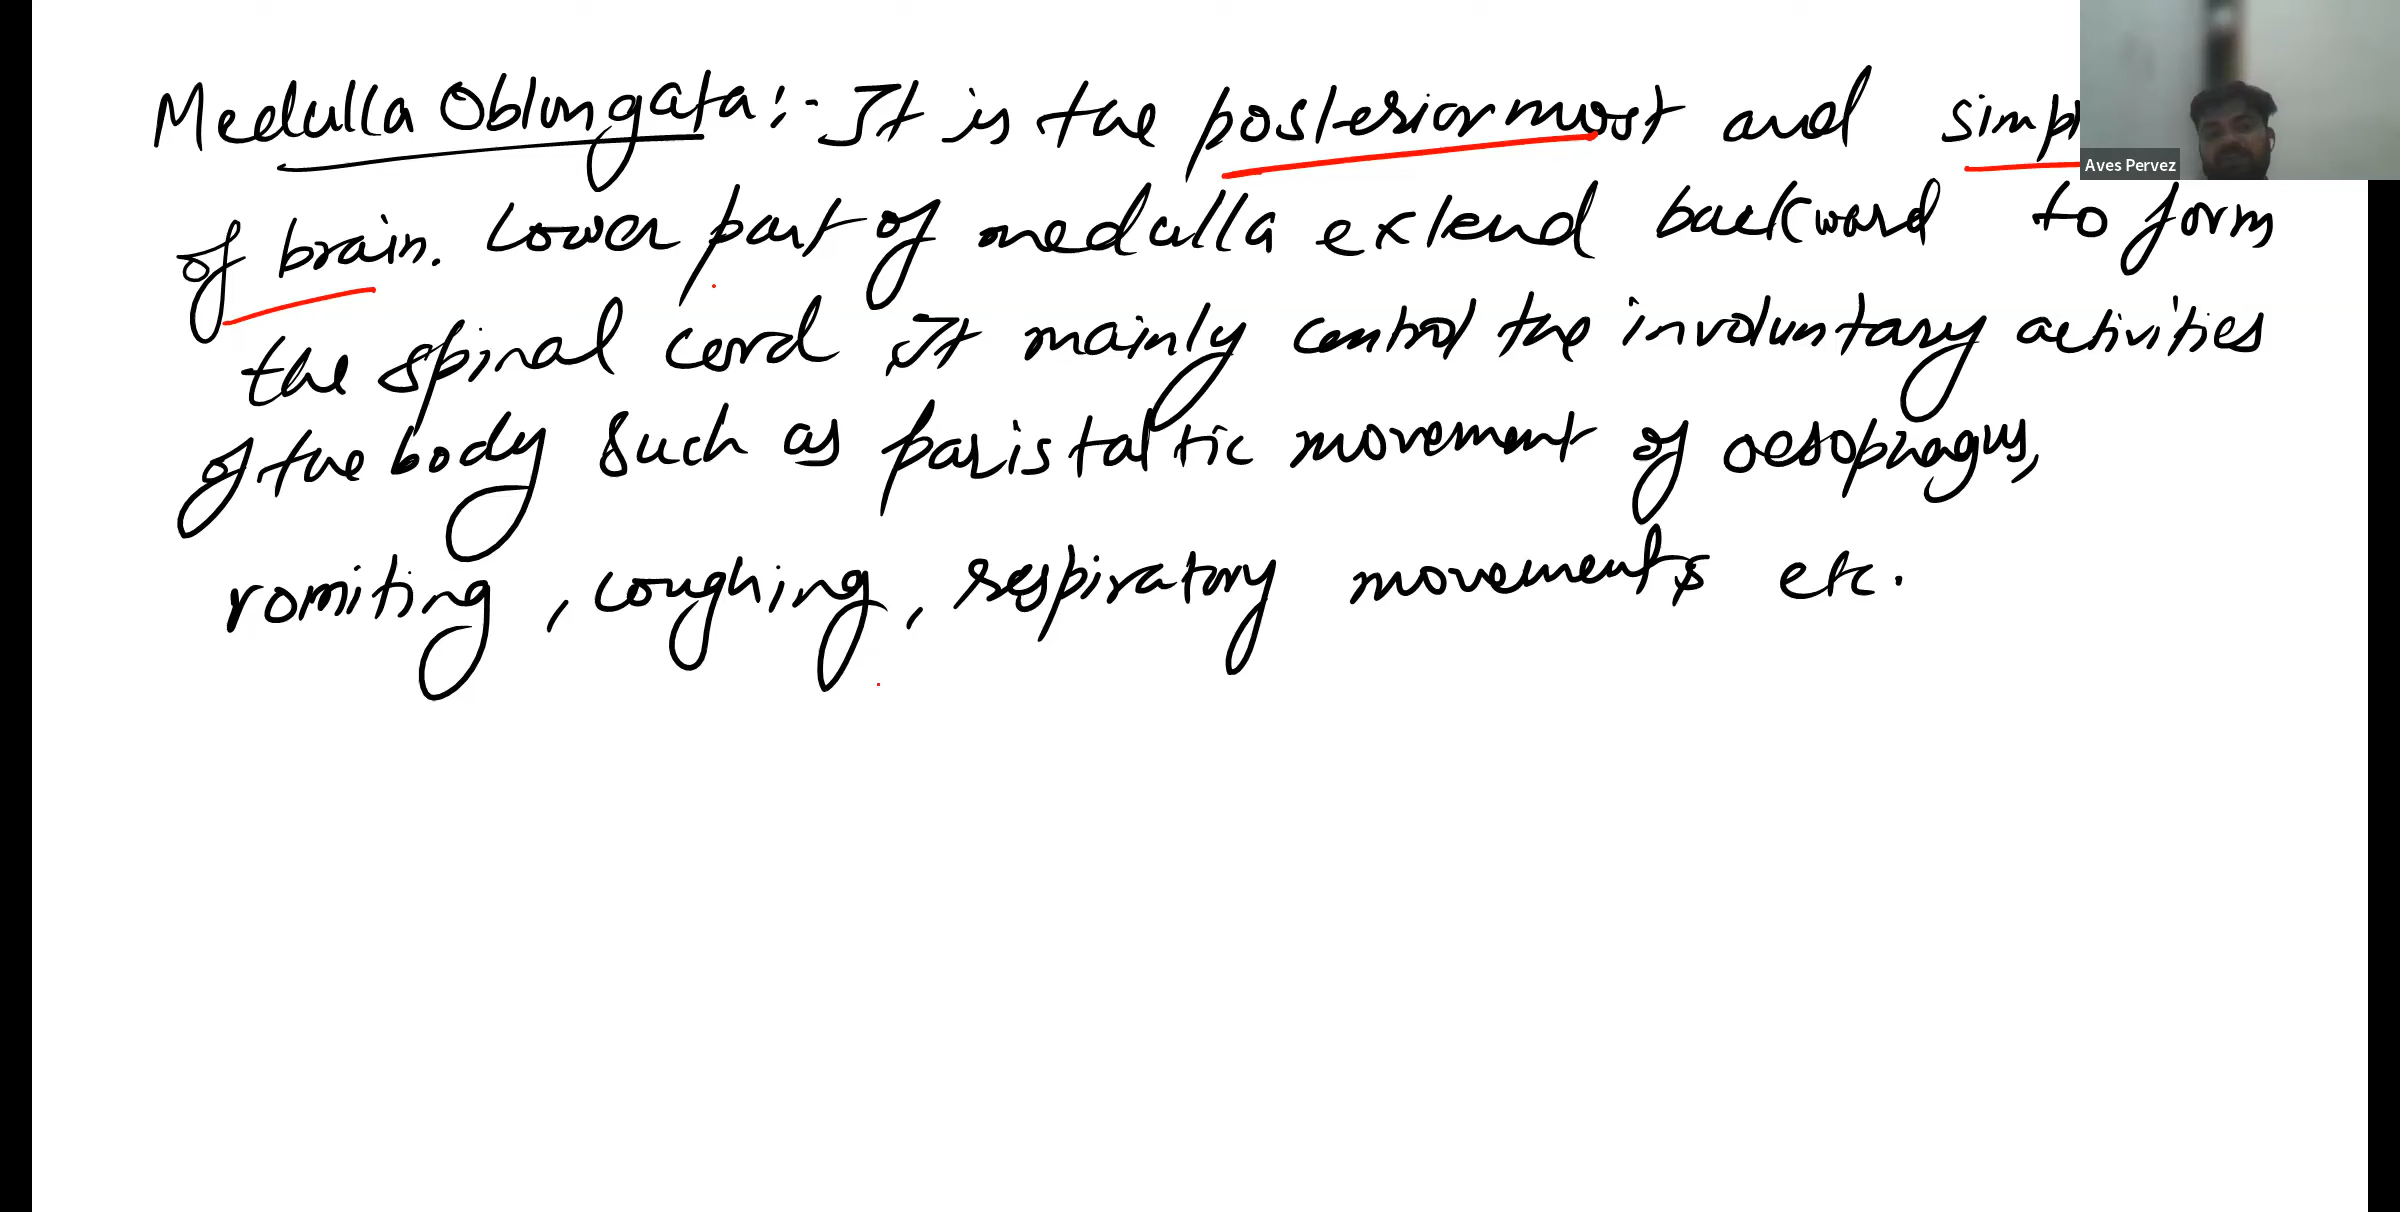 Medulla Oblongata:- It is the posteriormost and simp
Aves Pervez
of brain. Lower part of medulla extend backward to form
the spinal cord. It mainly control the involuntary activities
of the body such as paristaltic movement of oesophagus,
vomiting, coughing, respiratory movements etc.